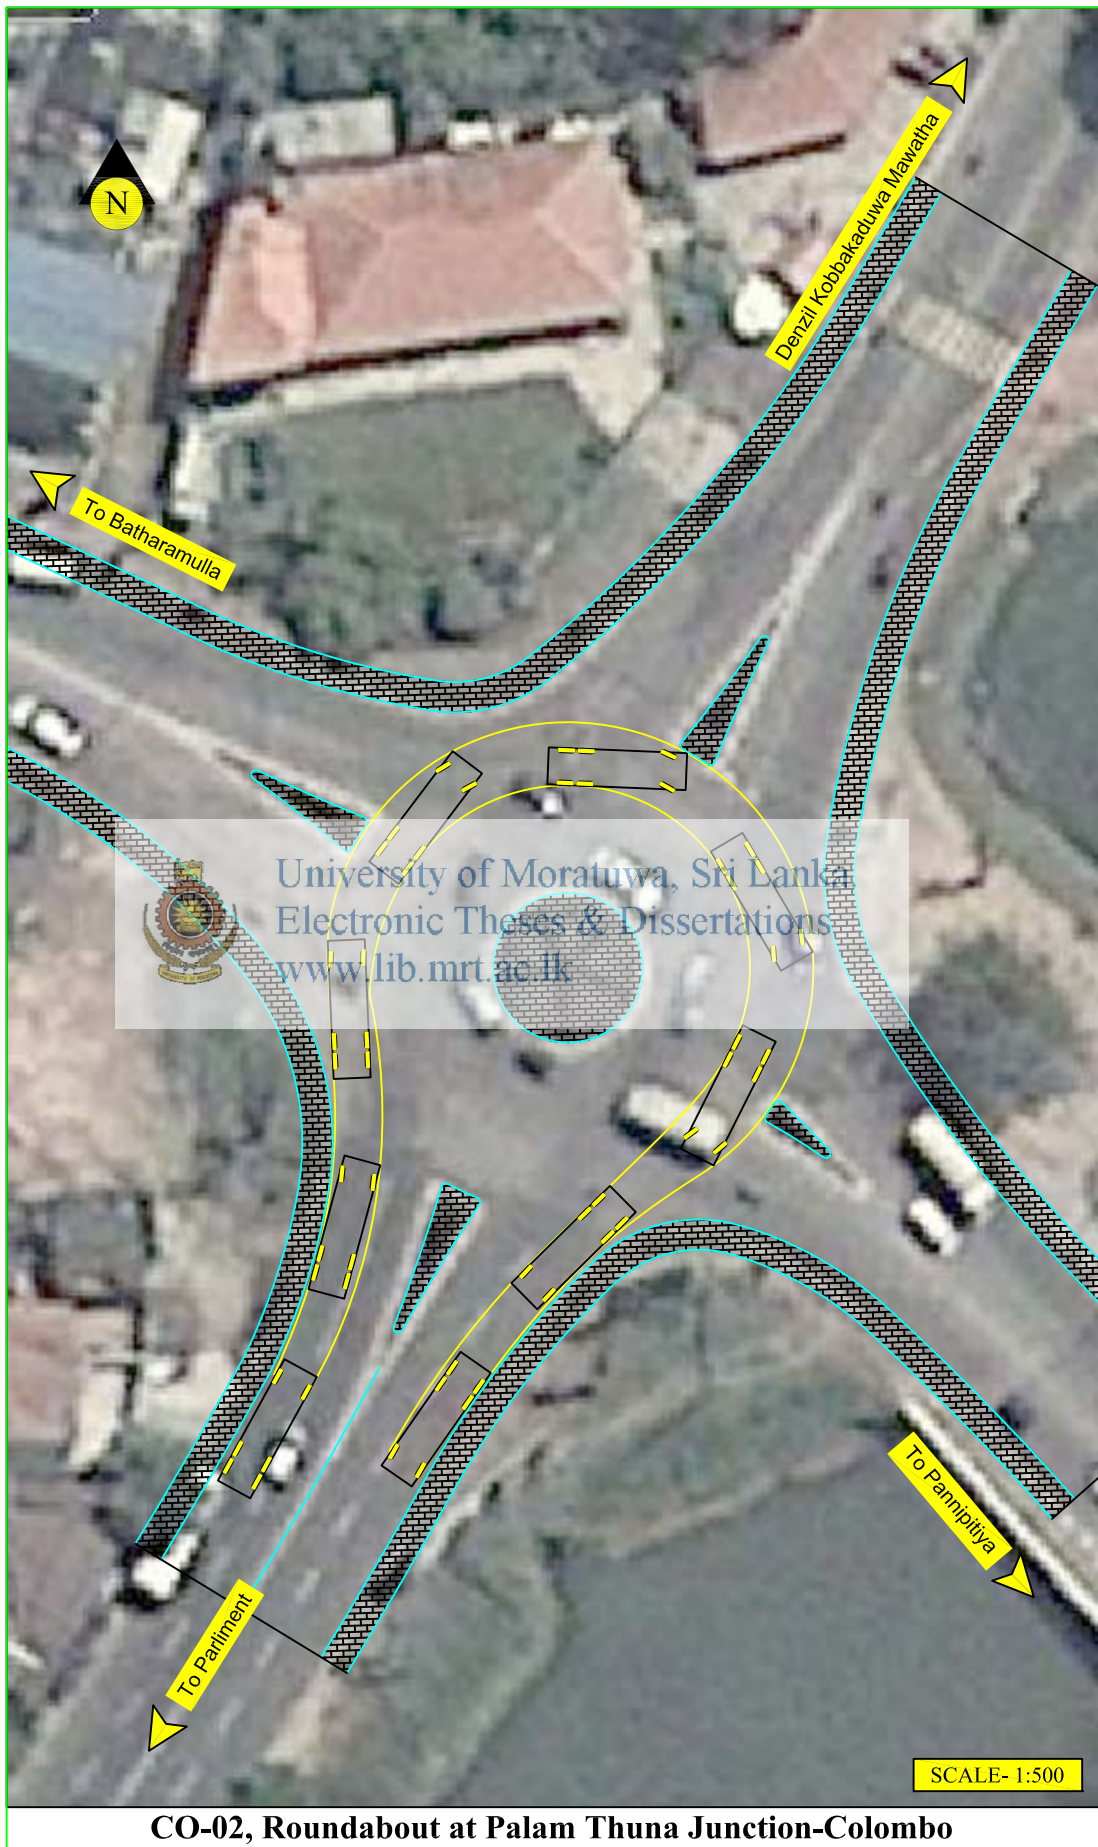 Denzil Kobbakaduwa Mawatha
N
To Batharamulla
University of Moratuwa, Sri Lanka.
Electronic Theses & Dissertations
www.lib.mrt.ac.lk
To Pannipitiya
To Parliment
SCALE- 1:500
CO-02, Roundabout at Palam Thuna Junction-Colombo